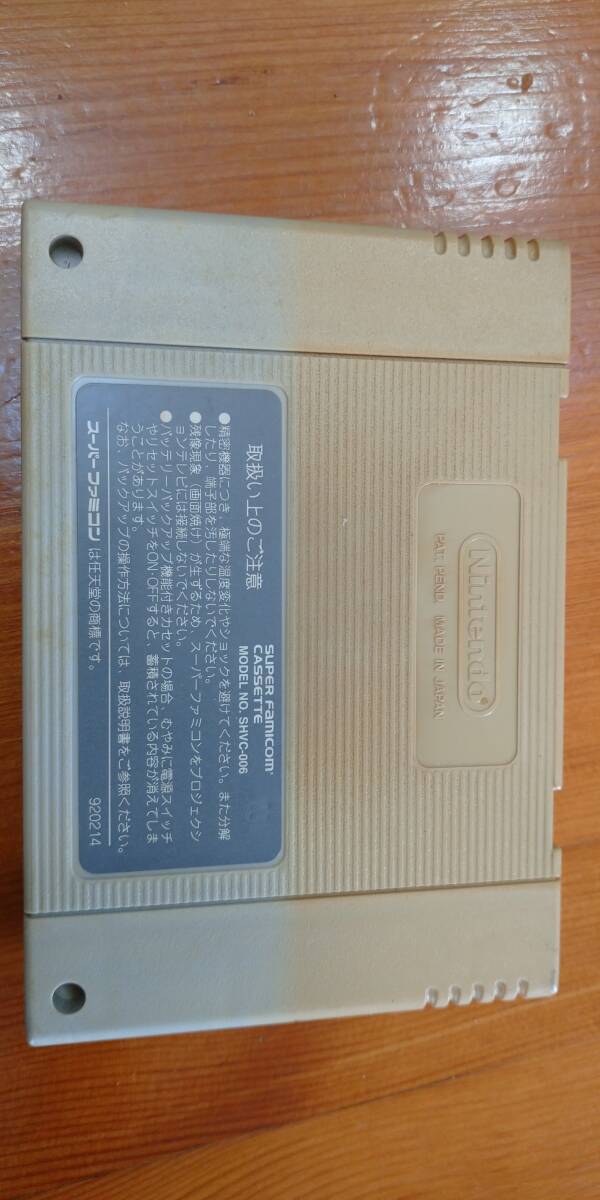 Nintendo®
PAT. PEND. MADE IN JAPAN
取扱い上のご注意
SUPER Famicom®
CASSETTE
MODEL NO. SHVC-006
●精密機器につき、極端な温度変化やショックを避けてください。また分解
したり、端子部を汚したりしないでください。
●残像現象（画面焼け）が生ずるため、スーパーファミコンをプロジェクシ
ョンテレビには接続しないでください。
●バッテリーバックアップ機能付きカセットの場合、むやみに電源スイッチ
やリセットスイッチをON・OFFすると、蓄積されている内容が消えてしま
うことがあります。
なお、バックアップの操作方法については、取扱説明書をご参照ください。
スーパーファミコンは任天堂の商標です。
920214